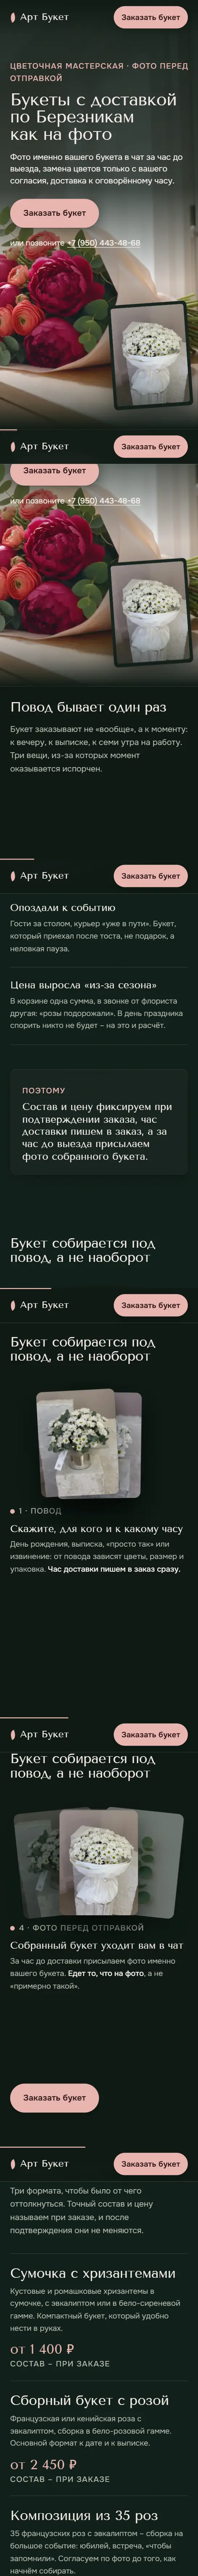 Арт Букет
Заказать букет
ЦВЕТОЧНАЯ МАСТЕРСКАЯ · ФОТО ПЕРЕД
ОТПРАВКОЙ
Букеты с доставкой
по Березникам
как на фото
Фото именно вашего букета в чат за час до
выезда, замена цветов только с вашего
согласия, доставка к оговорённому часу.
Заказать букет
или позвоните +7 (950) 443-48-68
Арт Букет
Заказать букет
Заказать букет
или позвоните +7 (950) 443-48-68
Повод бывает один раз
Букет заказывают не «вообще», а к моменту:
к вечеру, к выписке, к семи утра на работу.
Три вещи, из-за которых момент
оказывается испорчен.
Арт Букет
Заказать букет
Опоздали к событию
Гости за столом, курьер «уже в пути». Букет,
который приехал после тоста, не подарок, а
неловкая пауза.
Цена выросла «из-за сезона»
В корзине одна сумма, в звонке от флориста
другая: «розы подорожали». В день праздника
спорить никто не будет – на это и расчёт.
ПОЭТОМУ
Состав и цену фиксируем при
подтверждении заказа, час
доставки пишем в заказ, а за
час до выезда присылаем
фото собранного букета.
Букет собирается под
повод, а не наоборот
Арт Букет
Заказать букет
Букет собирается под
повод, а не наоборот
1 · ПОВОД
Скажите, для кого и к какому часу
День рождения, выписка, «просто так» или
извинение: от повода зависят цветы, размер и
упаковка. Час доставки пишем в заказ сразу.
Арт Букет
Заказать букет
Букет собирается под
повод, а не наоборот
4 · ФОТО ПЕРЕД ОТПРАВКОЙ
Собранный букет уходит вам в чат
За час до доставки присылаем фото именно
вашего букета. Едет то, что на фото, а не
«примерно такой».
Заказать букет
Арт Букет
Заказать букет
Три формата, чтобы было от чего
оттолкнуться. Точный состав и цену
называем при заказе, и после
подтверждения они не меняются.
Сумочка с хризантемами
Кустовые и ромашковые хризантемы в
сумочке, с эвкалиптом или в бело-сиреневой
гамме. Компактный букет, который удобно
нести в руках.
от 1 400 ₽
СОСТАВ – ПРИ ЗАКАЗЕ
Сборный букет с розой
Французская или кенийская роза с
эвкалиптом, сборка в бело-розовой гамме.
Основной формат к дате и к выписке.
от 2 450 ₽
СОСТАВ – ПРИ ЗАКАЗЕ
Композиция из 35 роз
35 французских роз с эвкалиптом – сборка на
большое событие: юбилей, встреча, «чтобы
запомнили». Согласуем по фото до того, как
начнём собирать.